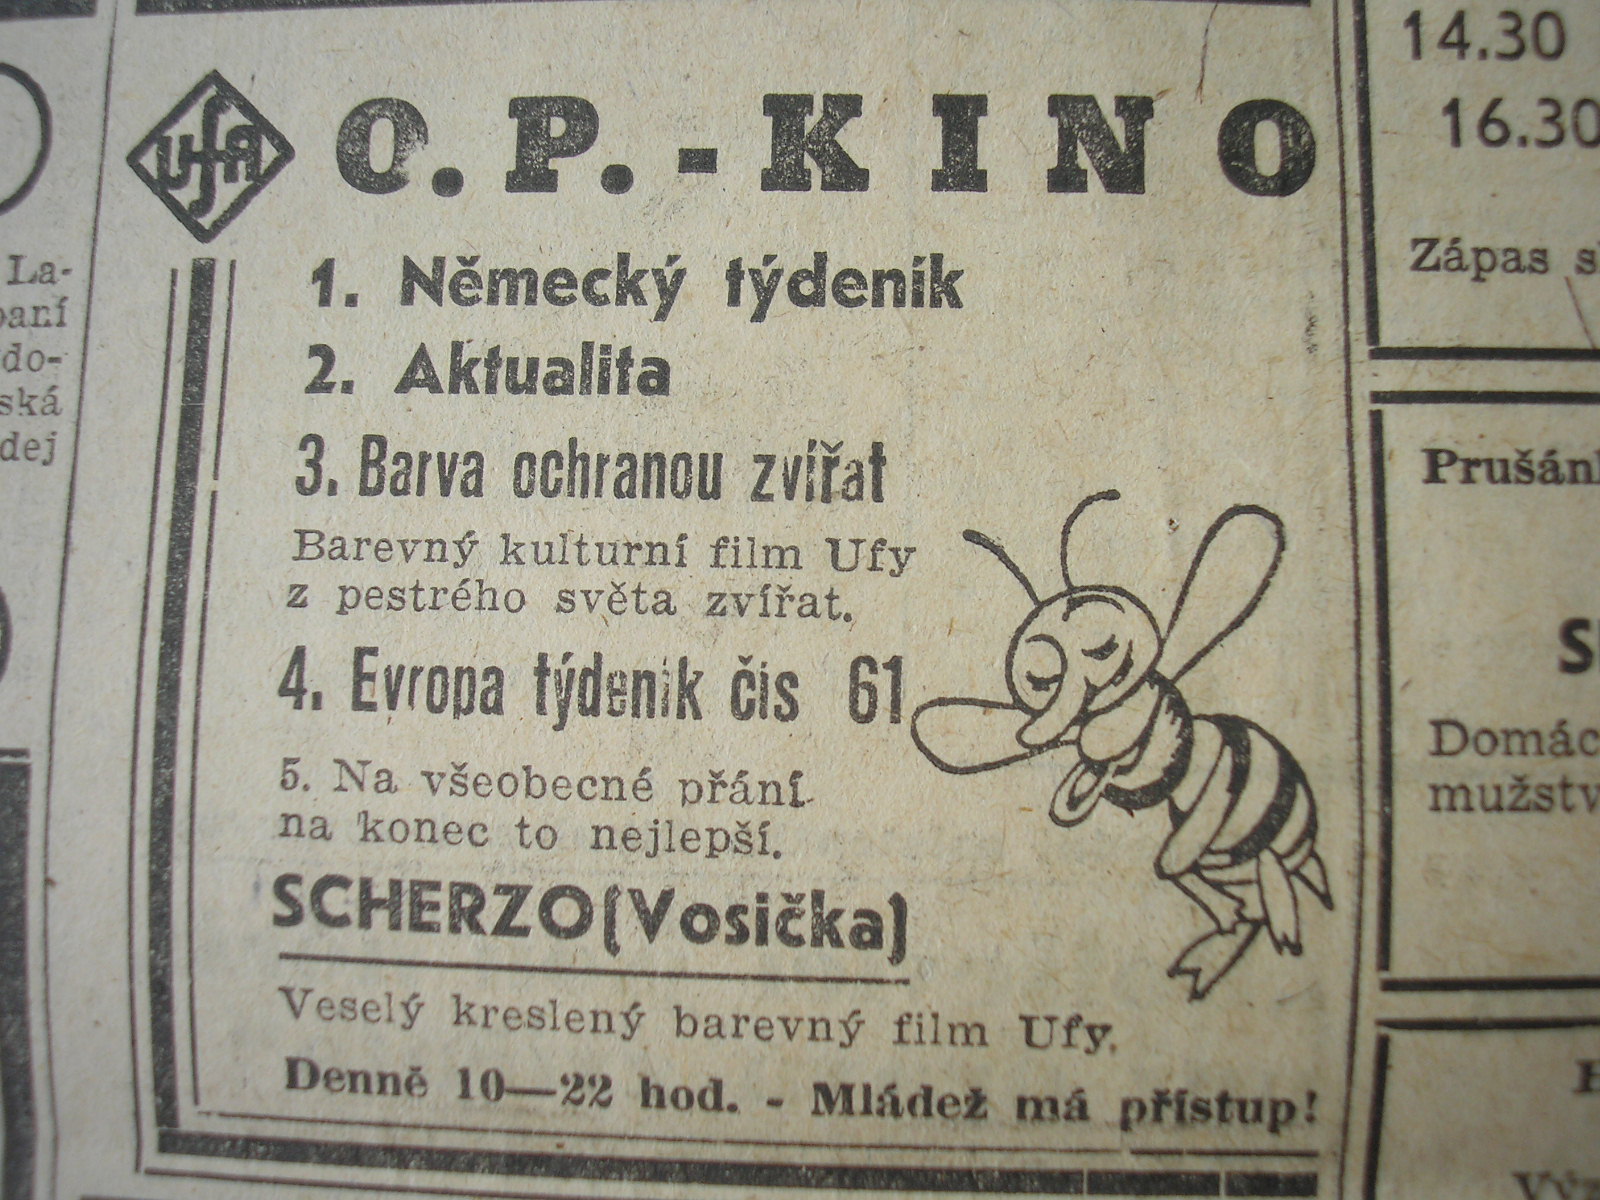 La-
paní
do-
ská
dej
Ufa
O. P. - KINO
1. Německý týdeník
2. Aktualita
3. Barva ochranou zvířat
Barevný kulturní film Ufy
z pestrého světa zvířat.
4. Evropa týdeník čis 61
5. Na všeobecné přání
na konec to nejlepší.
SCHERZO (Vosička)
Veselý kreslený barevný film Ufy.
Denně 10—22 hod. - Mládež má přístup!
14.30
16.30
Zápas s
Prušán
S
Domác
mužstv